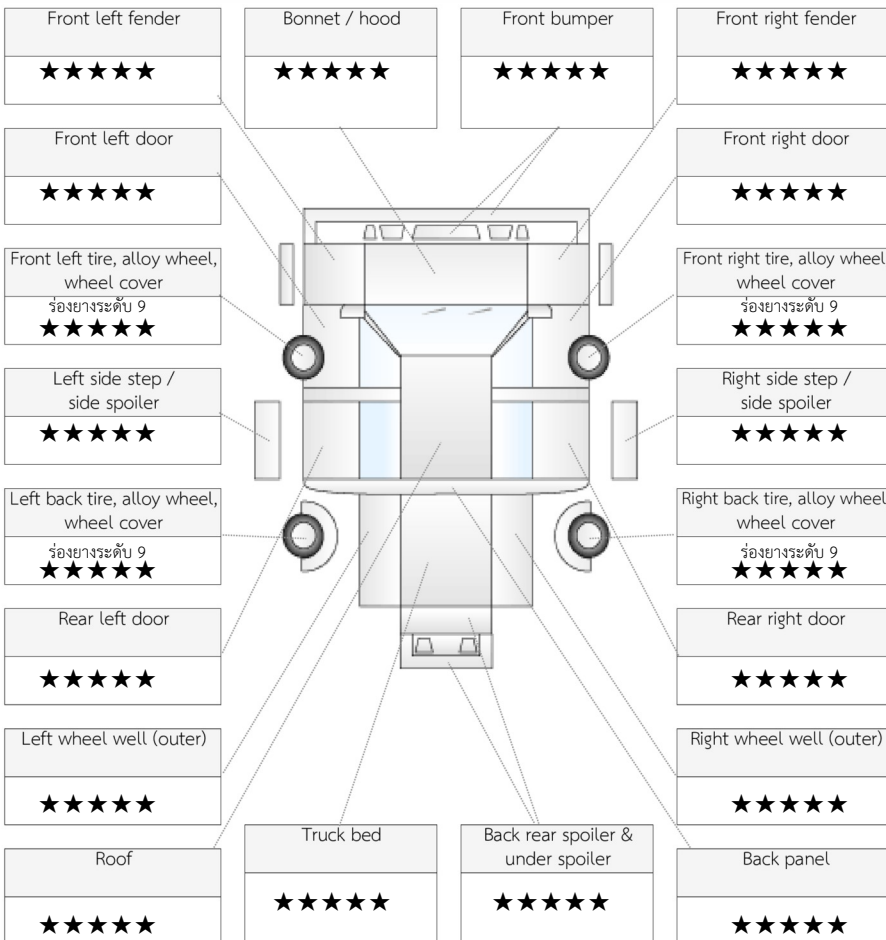 Front left fender
★★★★★
Bonnet / hood
★★★★★
Front bumper
★★★★★
Front right fender
★★★★★
Front left door
★★★★★
Front right door
★★★★★
Front left tire, alloy wheel,
wheel cover
ร่องยางระดับ 9
★★★★★
Front right tire, alloy wheel
wheel cover
ร่องยางระดับ 9
★★★★★
Left side step /
side spoiler
★★★★★
Right side step /
side spoiler
★★★★★
Left back tire, alloy wheel,
wheel cover
ร่องยางระดับ 9
★★★★★
Right back tire, alloy wheel
wheel cover
ร่องยางระดับ 9
★★★★★
Rear left door
★★★★★
Rear right door
★★★★★
Left wheel well (outer)
★★★★★
Right wheel well (outer)
★★★★★
Roof
★★★★★
Truck bed
★★★★★
Back rear spoiler &
under spoiler
★★★★★
Back panel
★★★★★